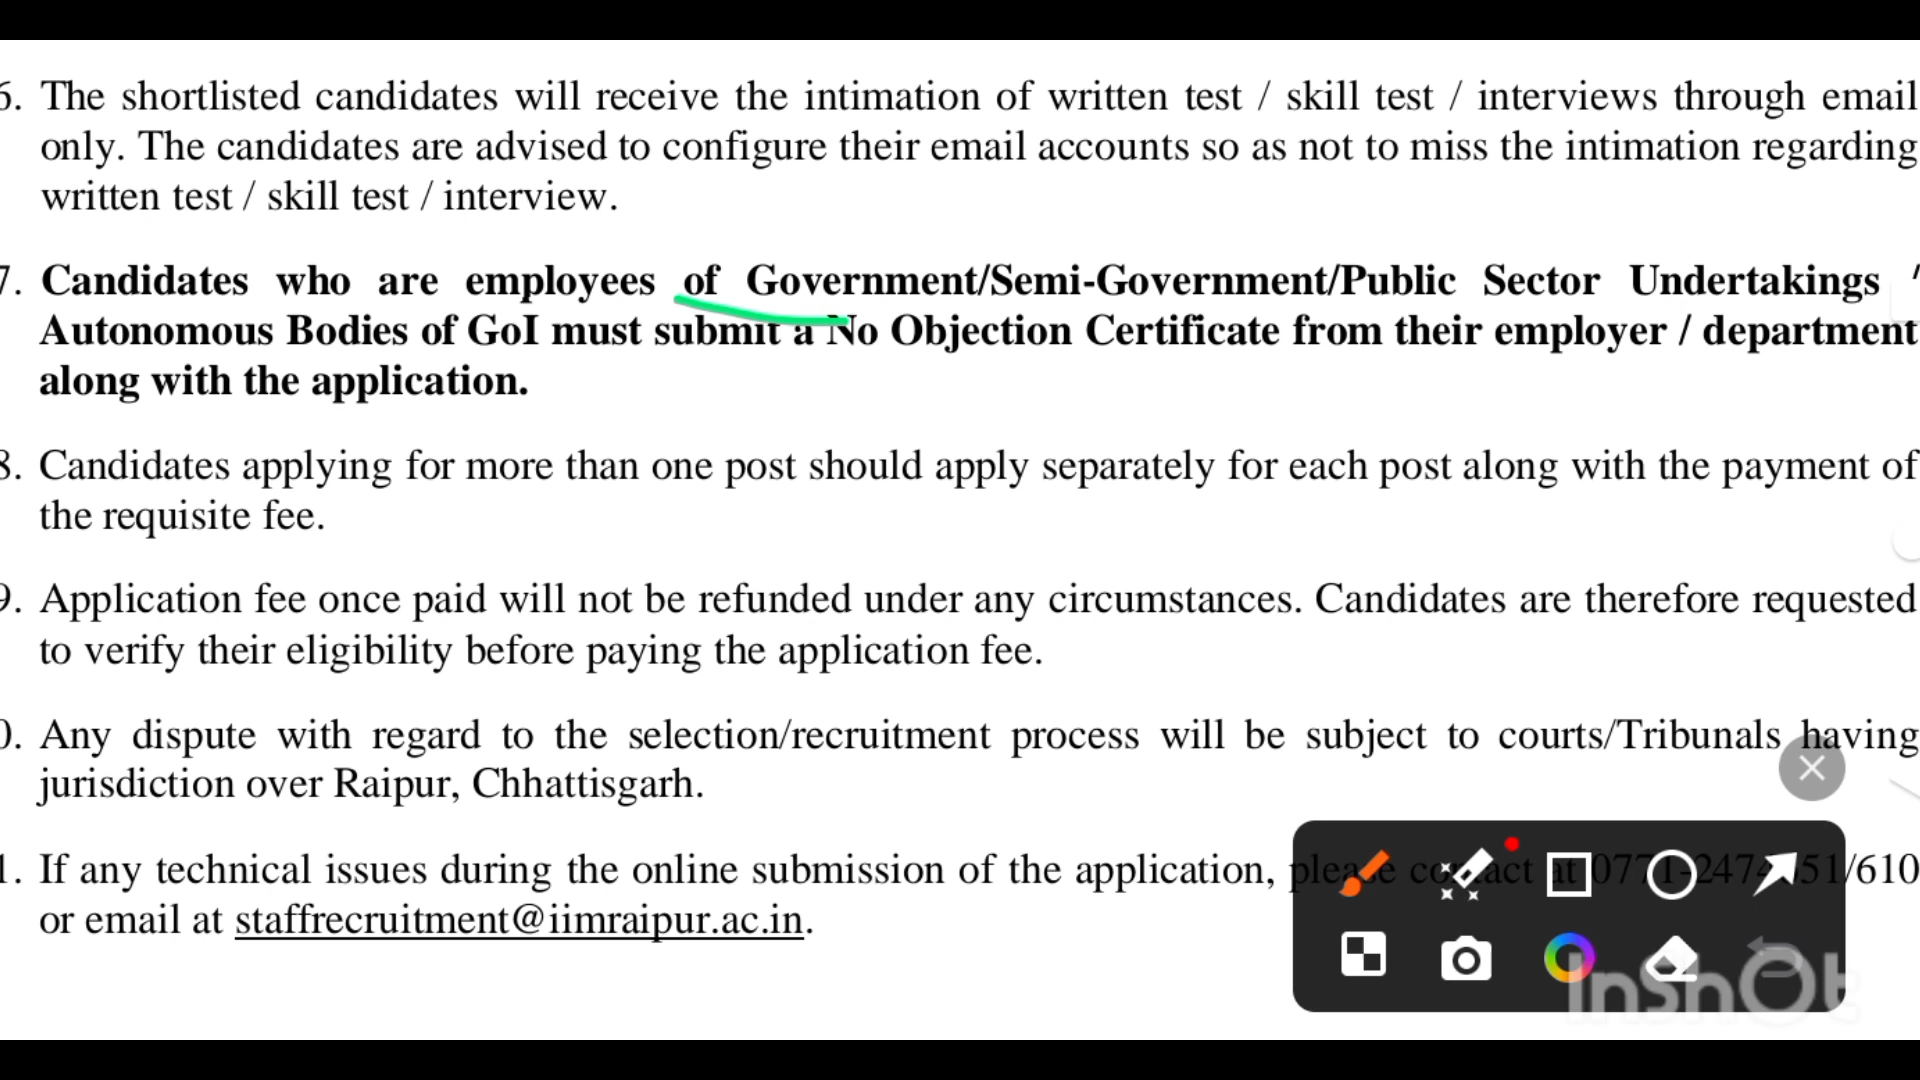 6. The shortlisted candidates will receive the intimation of written test / skill test / interviews through email
only. The candidates are advised to configure their email accounts so as not to miss the intimation regarding
written test / skill test / interview.
7. Candidates who are employees of Government/Semi-Government/Public Sector Undertakings /
Autonomous Bodies of GoI must submit a No Objection Certificate from their employer / department
along with the application.
8. Candidates applying for more than one post should apply separately for each post along with the payment of
the requisite fee.
9. Application fee once paid will not be refunded under any circumstances. Candidates are therefore requested
to verify their eligibility before paying the application fee.
0. Any dispute with regard to the selection/recruitment process will be subject to courts/Tribunals having
jurisdiction over Raipur, Chhattisgarh.
1. If any technical issues during the online submission of the application, please contact at 0771-247 51/610
or email at staffrecruitment@iimraipur.ac.in.
InShOt